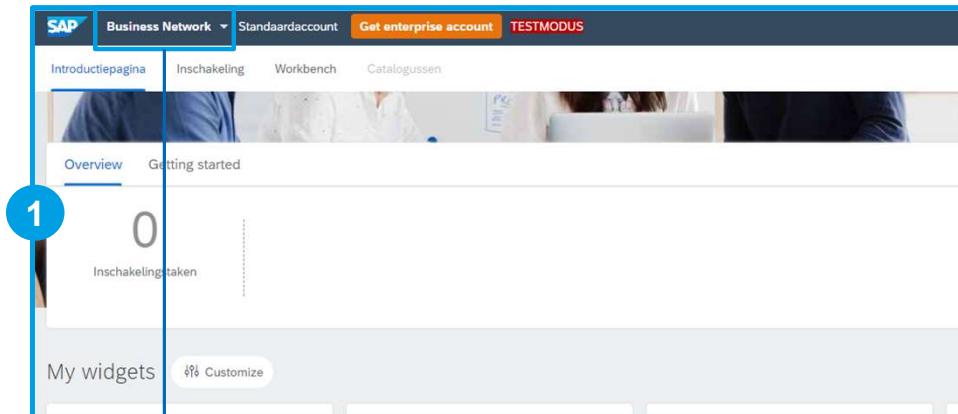 SAP Business Network Standaardaccount Get enterprise account TESTMODUS
Introductiepagina Inschakeling Workbench Catalogussen
Overview Getting started
1
0
Inschakelingstaken
My widgets Customize